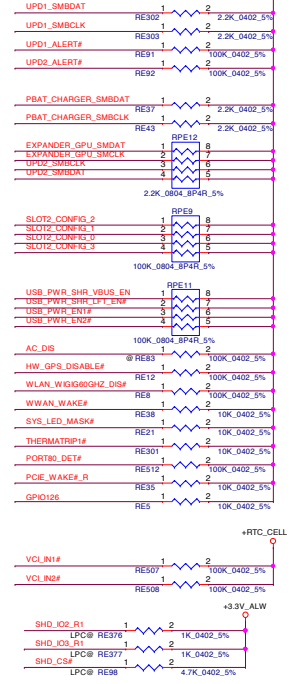 UPD1_SMBDAT 1 2
RE302 2.2K_0402_5%
UPD1_SMBCLK 1 2
RE303 2.2K_0402_5%
UPD1_ALERT# 1 2
RE91 100K_0402_5%
UPD2_ALERT# 1 2
RE92 100K_0402_5%
PBAT_CHARGER_SMBDAT 1 2
RE37 2.2K_0402_5%
PBAT_CHARGER_SMBCLK 1 2
RE43 2.2K_0402_5%
RPE12
EXPANDER_GPU_SMDAT 1 8
EXPANDER_GPU_SMCLK 2 7
UPD2_SMBCLK 3 6
UPD2_SMBDAT 4 5
2.2K_0804_8P4R_5%
RPE9
SLOT2_CONFIG_2 1 8
SLOT2_CONFIG_1 2 7
SLOT2_CONFIG_0 3 6
SLOT2_CONFIG_3 4 5
100K_0804_8P4R_5%
RPE11
USB_PWR_SHR_VBUS_EN 1 8
USB_PWR_SHR_LFT_EN# 2 7
USB_PWR_EN1# 3 6
USB_PWR_EN2# 4 5
100K_0804_8P4R_5%
AC_DIS 1 2
@ RE83 100K_0402_5%
HW_GPS_DISABLE# 1 2
RE12 100K_0402_5%
WLAN_WIGIG60GHZ_DIS# 1 2
RE8 100K_0402_5%
WWAN_WAKE# 1 2
RE38 10K_0402_5%
SYS_LED_MASK# 1 2
RE21 10K_0402_5%
THERMATRIP1# 1 2
RE301 10K_0402_5%
PORT80_DET# 1 2
RE512 100K_0402_5%
PCIE_WAKE#_R 1 2
RE35 10K_0402_5%
GPIO126 1 2
RE5 10K_0402_5%
+RTC_CELL
VCI_IN1# 1 2
RE507 100K_0402_5%
VCI_IN2# 1 2
RE508 100K_0402_5%
+3.3V_ALW
SHD_IO2_R1 1 2
LPC@ RE376 1K_0402_5%
SHD_IO3_R1 1 2
LPC@ RE377 1K_0402_5%
SHD_CS# 1 2
LPC@ RE98 4.7K_0402_5%